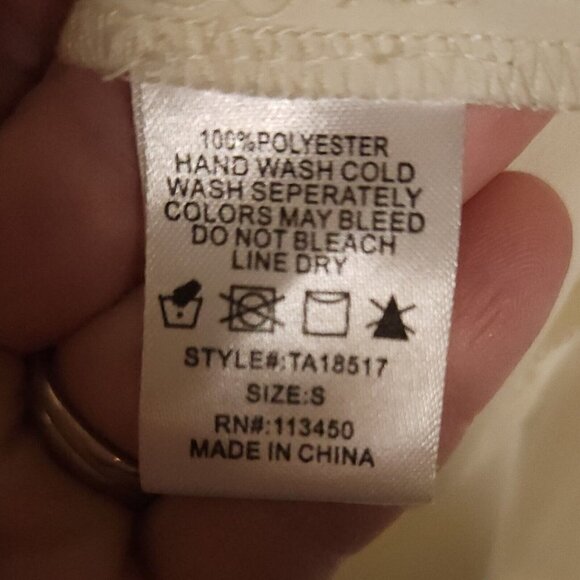 100% POLYESTER
HAND WASH COLD
WASH SEPERATELY
COLORS MAY BLEED
DO NOT BLEACH
LINE DRY
STYLE#:TA18517
SIZE:S
RN#:113450
MADE IN CHINA